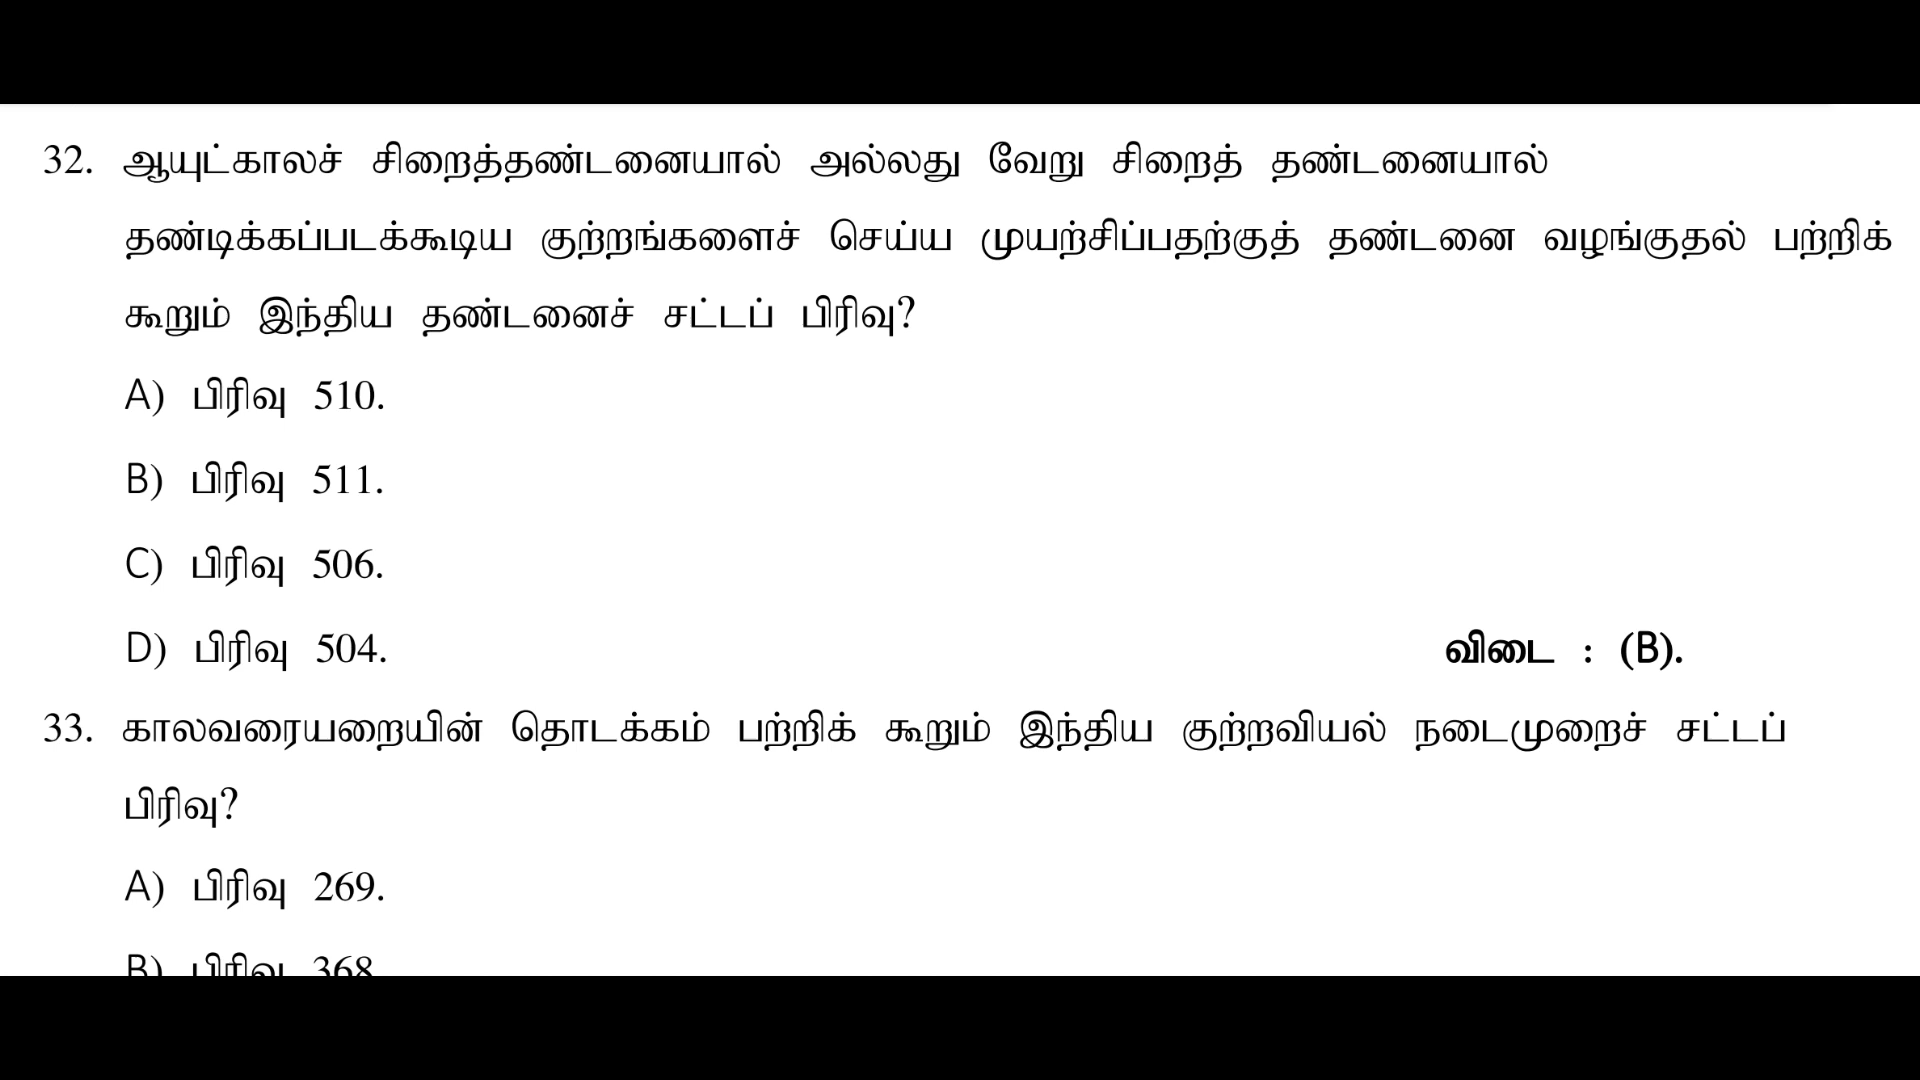 32. ஆயுட்காலச் சிறைத்தண்டனையால் அல்லது வேறு சிறைத் தண்டனையால்
தண்டிக்கப்படக்கூடிய குற்றங்களைச் செய்ய முயற்சிப்பதற்குத் தண்டனை வழங்குதல் பற்றிக்
கூறும் இந்திய தண்டனைச் சட்டப் பிரிவு?
A) பிரிவு 510.
B) பிரிவு 511.
C) பிரிவு 506.
D) பிரிவு 504.
விடை : (B).
33. காலவரையறையின் தொடக்கம் பற்றிக் கூறும் இந்திய குற்றவியல் நடைமுறைச் சட்டப்
பிரிவு?
A) பிரிவு 269.
B) பிரிவு 368